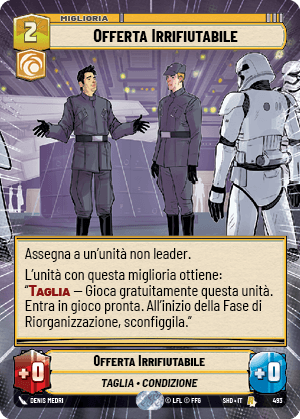 2
MIGLIORIA
OFFERTA IRRIFIUTABILE
Assegna a un'unità non leader.
L'unità con questa miglioria ottiene:
"TAGLIA — Gioca gratuitamente questa unità.
Entra in gioco pronta. All'inizio della Fase di
Riorganizzazione, sconfiggila."
+0
OFFERTA IRRIFIUTABILE
+0
TAGLIA • CONDIZIONE
DENIS MEDRI
© LFL © FFG
SHD • IT
493